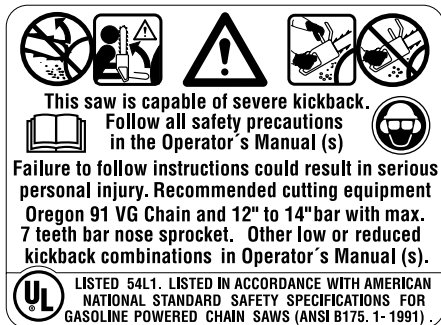 This saw is capable of severe kickback.
Follow all safety precautions
in the Operator´s Manual (s)
Failure to follow instructions could result in serious
personal injury. Recommended cutting equipment
Oregon 91 VG Chain and 12" to 14"bar with max.
7 teeth bar nose sprocket. Other low or reduced
kickback combinations in Operator´s Manual (s).
UL
LISTED 54L1. LISTED IN ACCORDANCE WITH AMERICAN
NATIONAL STANDARD SAFETY SPECIFICATIONS FOR
GASOLINE POWERED CHAIN SAWS (ANSI B175. 1- 1991) .